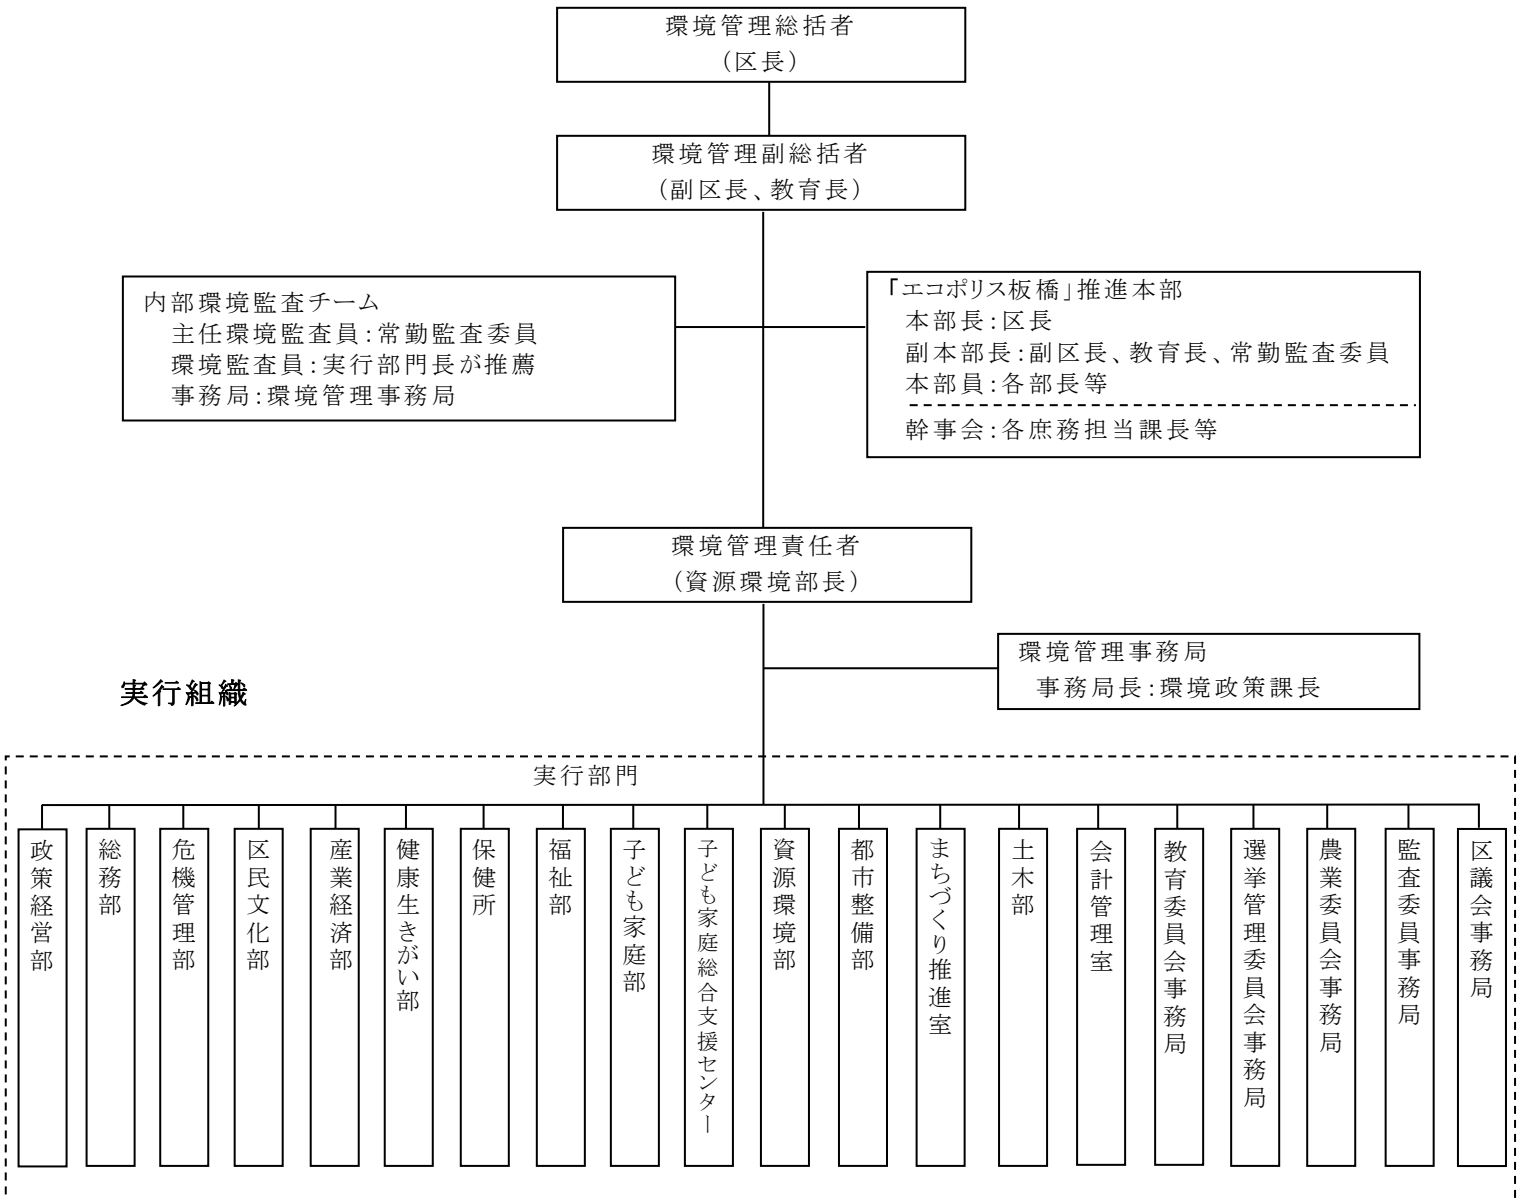 環境管理総括者
（区長）
環境管理副総括者
（副区長、教育長）
内部環境監査チーム
主任環境監査員：常勤監査委員
環境監査員：実行部門長が推薦
事務局：環境管理事務局
「エコポリス板橋」推進本部
本部長：区長
副本部長：副区長、教育長、常勤監査委員
本部員：各部長等
幹事会：各庶務担当課長等
環境管理責任者
（資源環境部長）
環境管理事務局
事務局長：環境政策課長
実行組織
実行部門
政策経営部
総務部
危機管理部
区民文化部
産業経済部
健康生きがい部
保健所
福祉部
子ども家庭部
子ども家庭総合支援センター
資源環境部
都市整備部
まちづくり推進室
土木部
会計管理室
教育委員会事務局
選挙管理委員会事務局
農業委員会事務局
監査委員事務局
区議会事務局